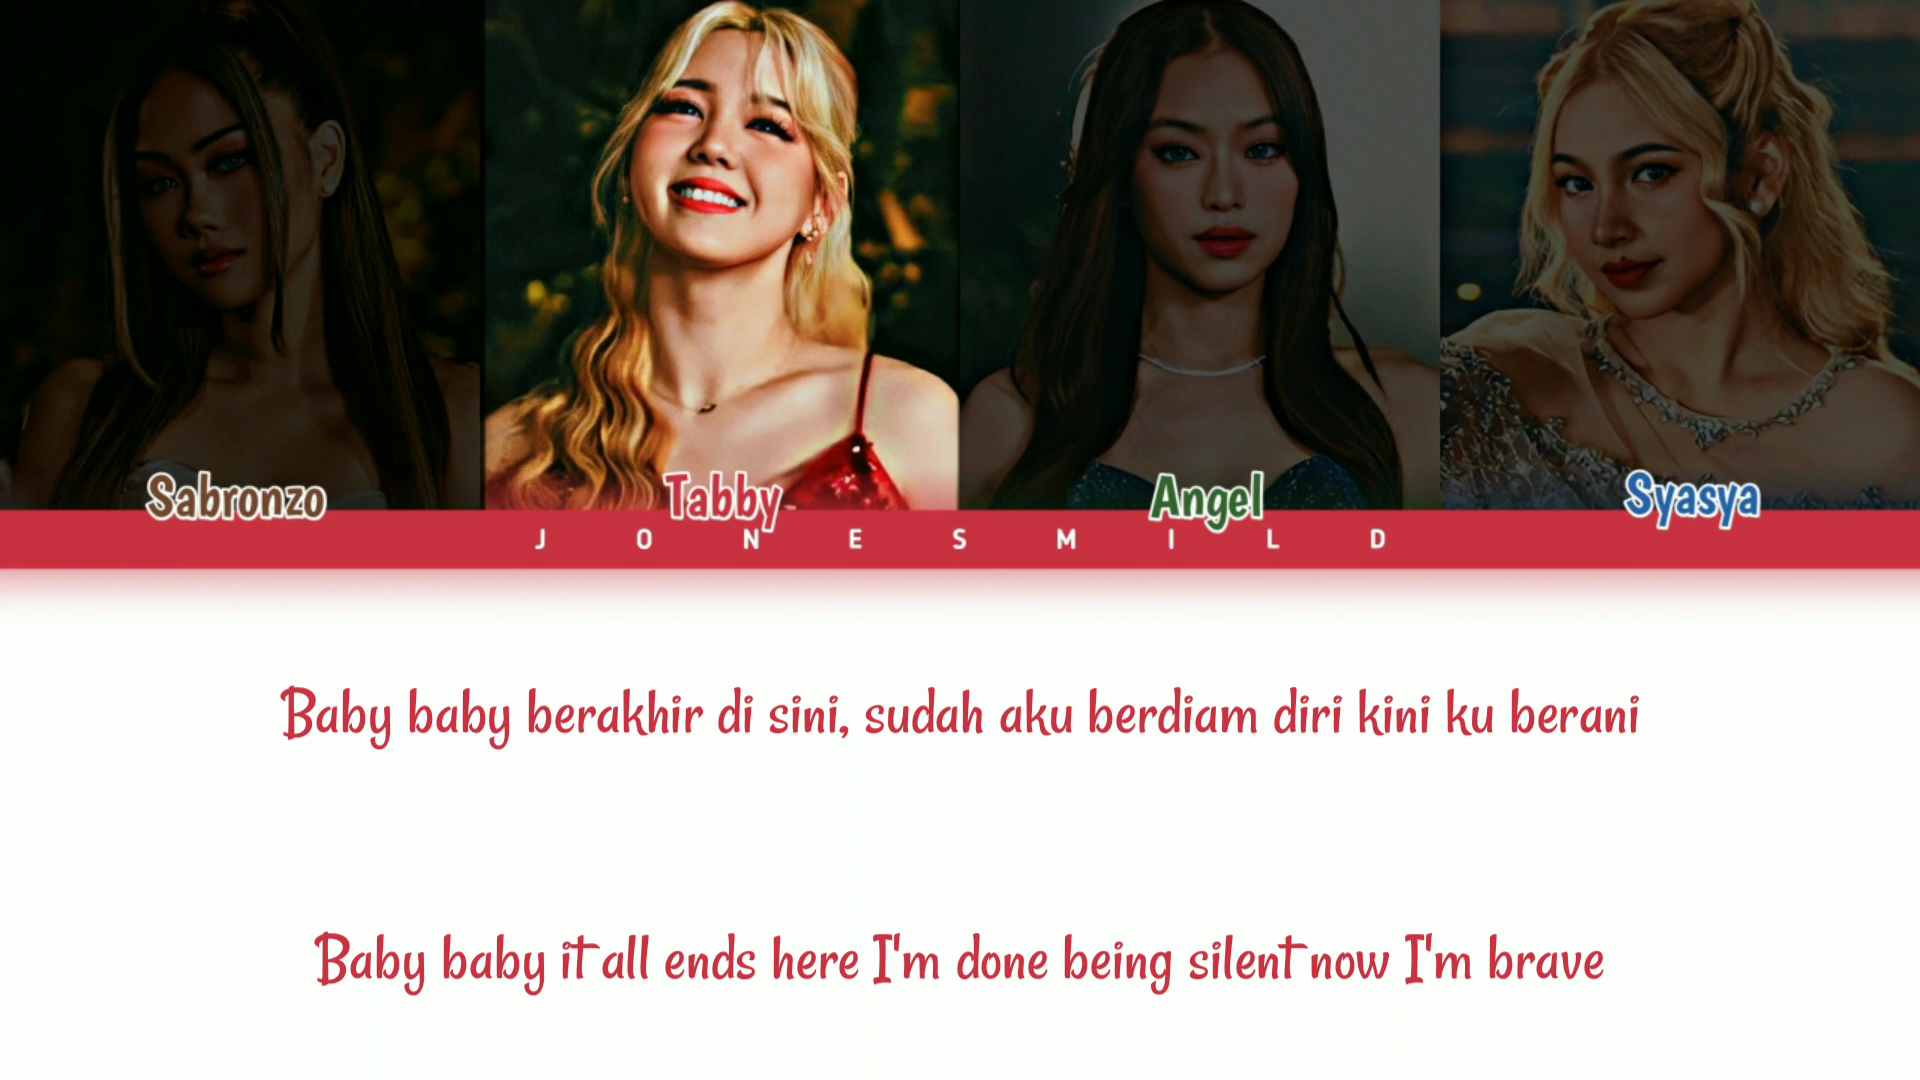 Sabronzo
Tabby
Angel
Syasya
JONESMILD
Baby baby berakhir di sini, sudah aku berdiam diri kini ku berani
Baby baby it all ends here I'm done being silent now I'm brave